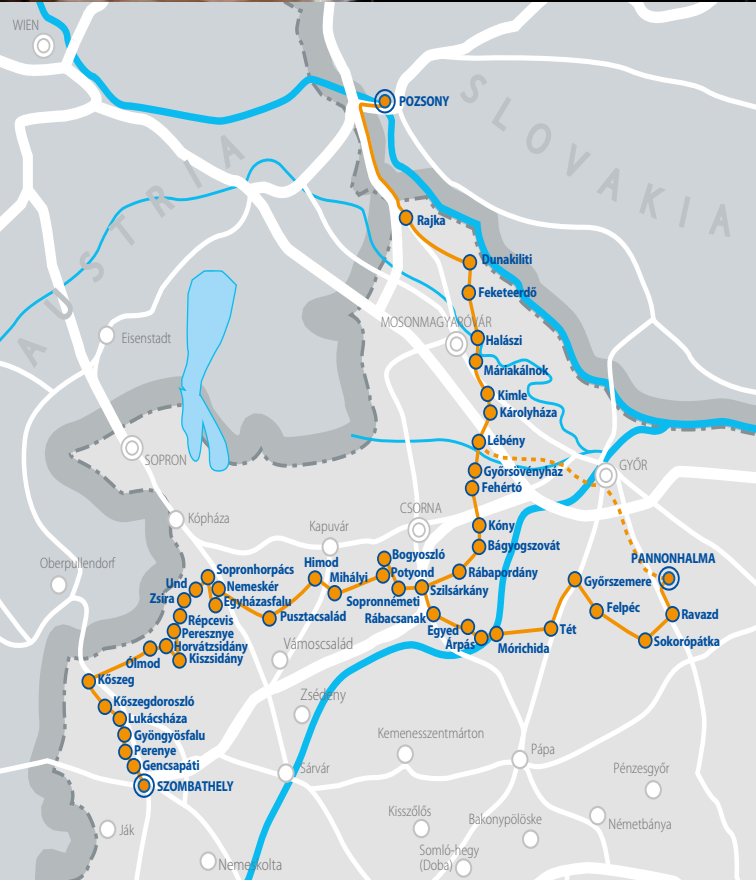 WIEN
POZSONY
SLOVAKIA
AUSTRIA
Rajka
Dunakiliti
Feketeerdő
MOSONMAGYARÓVÁR
Halászi
Eisenstadt
Máriakálnok
Kimle
Károlyháza
Lébény
SOPRON
GYŐR
Győrsövényház
Fehértó
CSORNA
Kópháza
Kapuvár
Kóny
Bágyogszovát
Bogyoszló
PANNONHALMA
Oberpullendorf
Sopronhorpács
Himod
Mihályi
Potyond
Rábapordány
Győrszemere
Und
Nemeskér
Szilsárkány
Zsira
Egyházasfalu
Sopronnémeti
Felpéc
Ravazd
Répcevis
Pusztacsalád
Rábacsanak
Peresznye
Egyed
Tét
Horvátzsidány
Vámoscsalád
Árpás
Mórichida
Sokorópátka
Ólmod
Kiszsidány
Kőszeg
Zsédény
Kőszegdoroszló
Lukácsháza
Gyöngyösfalu
Kemenesszentmárton
Perenye
Pápa
Gencsapáti
Sárvár
Pénzesgyőr
SZOMBATHELY
Kisszőlős
Bakonypölöske
Németbánya
Ják
Somló-hegy
(Doba)
Nemeskolta